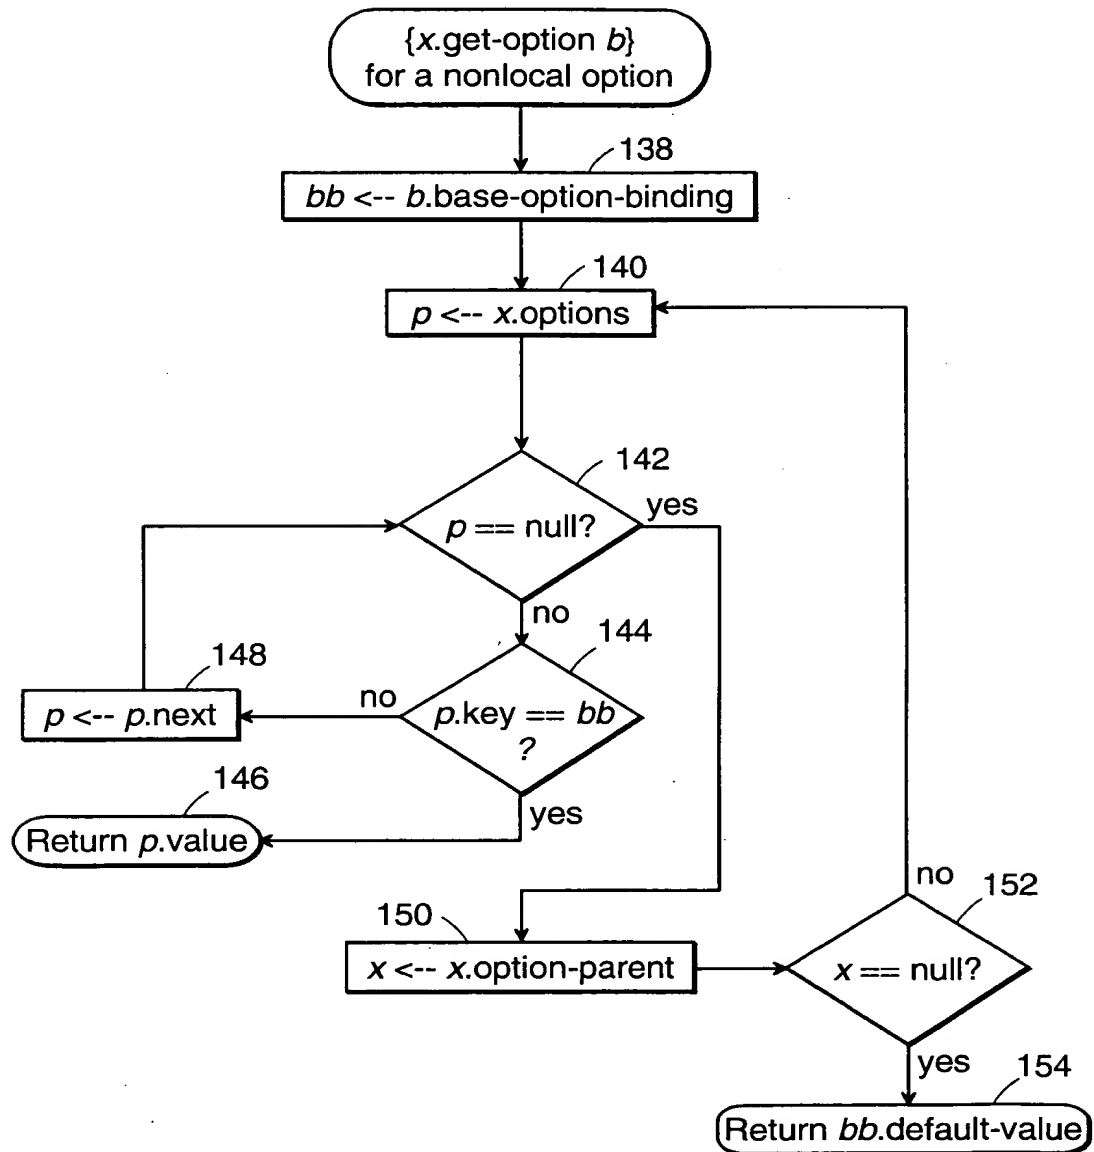 {x.get-option b}
for a nonlocal option
138
bb <-- b.base-option-binding
140
p <-- x.options
142
p == null?
yes
no
144
148
p <-- p.next
no
p.key == bb
?
146
yes
Return p.value
no
152
150
x <-- x.option-parent
x == null?
yes
154
Return bb.default-value